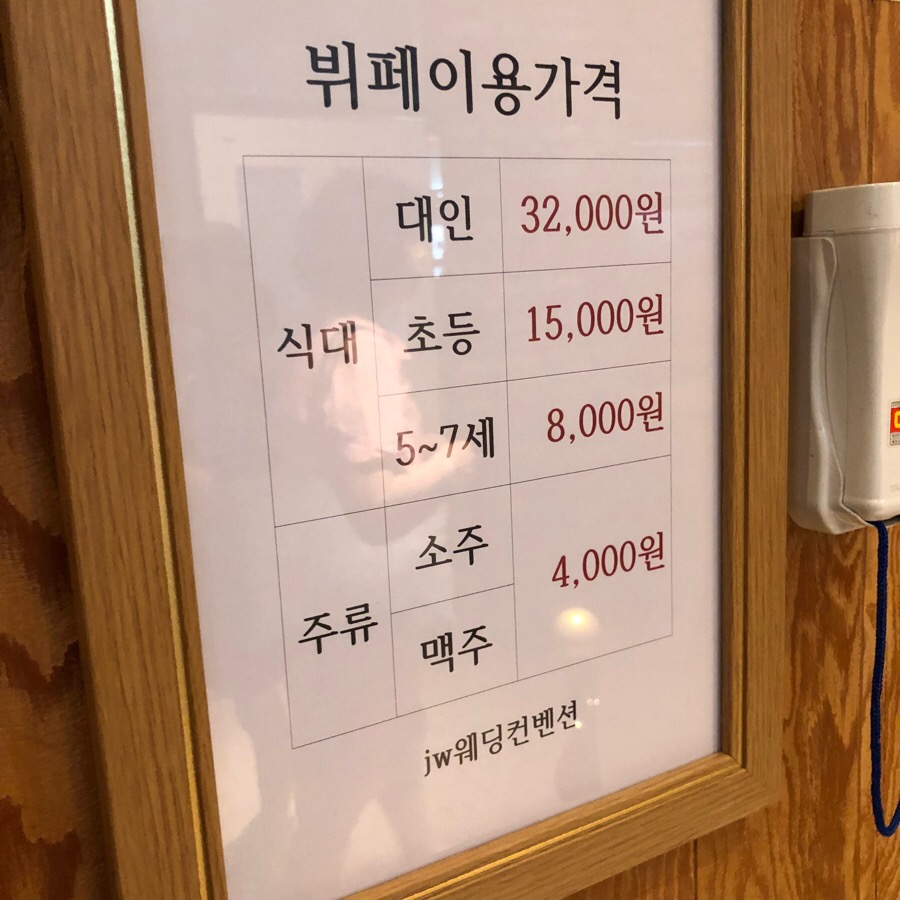 뷔페이용가격
식대 대인 32,000원
초등 15,000원
5~7세 8,000원
주류 소주 4,000원
맥주
jw웨딩컨벤션